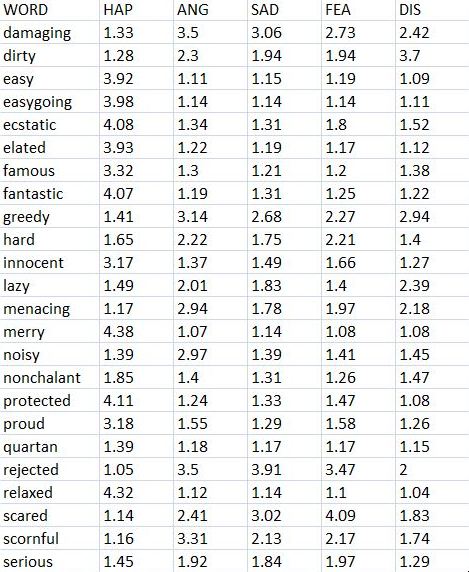 WORD HAP ANG SAD FEA DIS
damaging 1.33 3.5 3.06 2.73 2.42
dirty 1.28 2.3 1.94 1.94 3.7
easy 3.92 1.11 1.15 1.19 1.09
easygoing 3.98 1.14 1.14 1.14 1.11
ecstatic 4.08 1.34 1.31 1.8 1.52
elated 3.93 1.22 1.19 1.17 1.12
famous 3.32 1.3 1.21 1.2 1.38
fantastic 4.07 1.19 1.31 1.25 1.22
greedy 1.41 3.14 2.68 2.27 2.94
hard 1.65 2.22 1.75 2.21 1.4
innocent 3.17 1.37 1.49 1.66 1.27
lazy 1.49 2.01 1.83 1.4 2.39
menacing 1.17 2.94 1.78 1.97 2.18
merry 4.38 1.07 1.14 1.08 1.08
noisy 1.39 2.97 1.39 1.41 1.45
nonchalant 1.85 1.4 1.31 1.26 1.47
protected 4.11 1.24 1.33 1.47 1.08
proud 3.18 1.55 1.29 1.58 1.26
quartan 1.39 1.18 1.17 1.17 1.15
rejected 1.05 3.5 3.91 3.47 2
relaxed 4.32 1.12 1.14 1.1 1.04
scared 1.14 2.41 3.02 4.09 1.83
scornful 1.16 3.31 2.13 2.17 1.74
serious 1.45 1.92 1.84 1.97 1.29